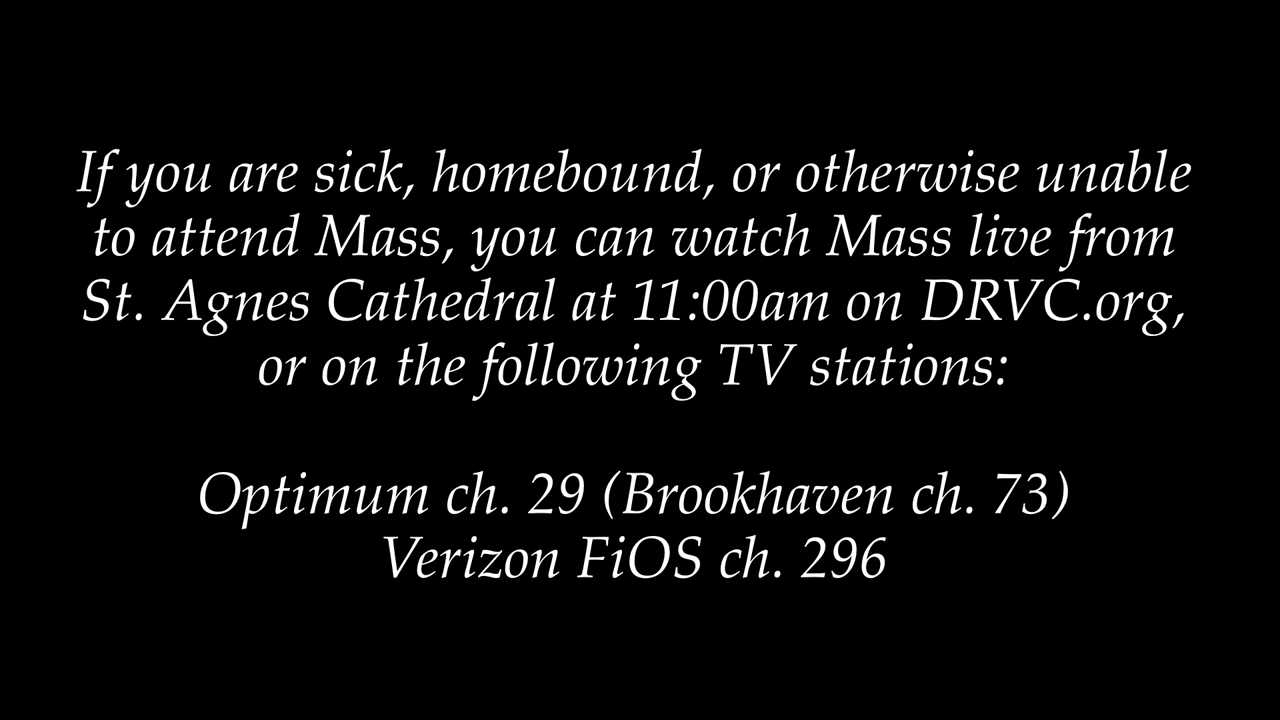 If you are sick, homebound, or otherwise unable
to attend Mass, you can watch Mass live from
St. Agnes Cathedral at 11:00am on DRVC.org,
or on the following TV stations:
Optimum ch. 29 (Brookhaven ch. 73)
Verizon FiOS ch. 296